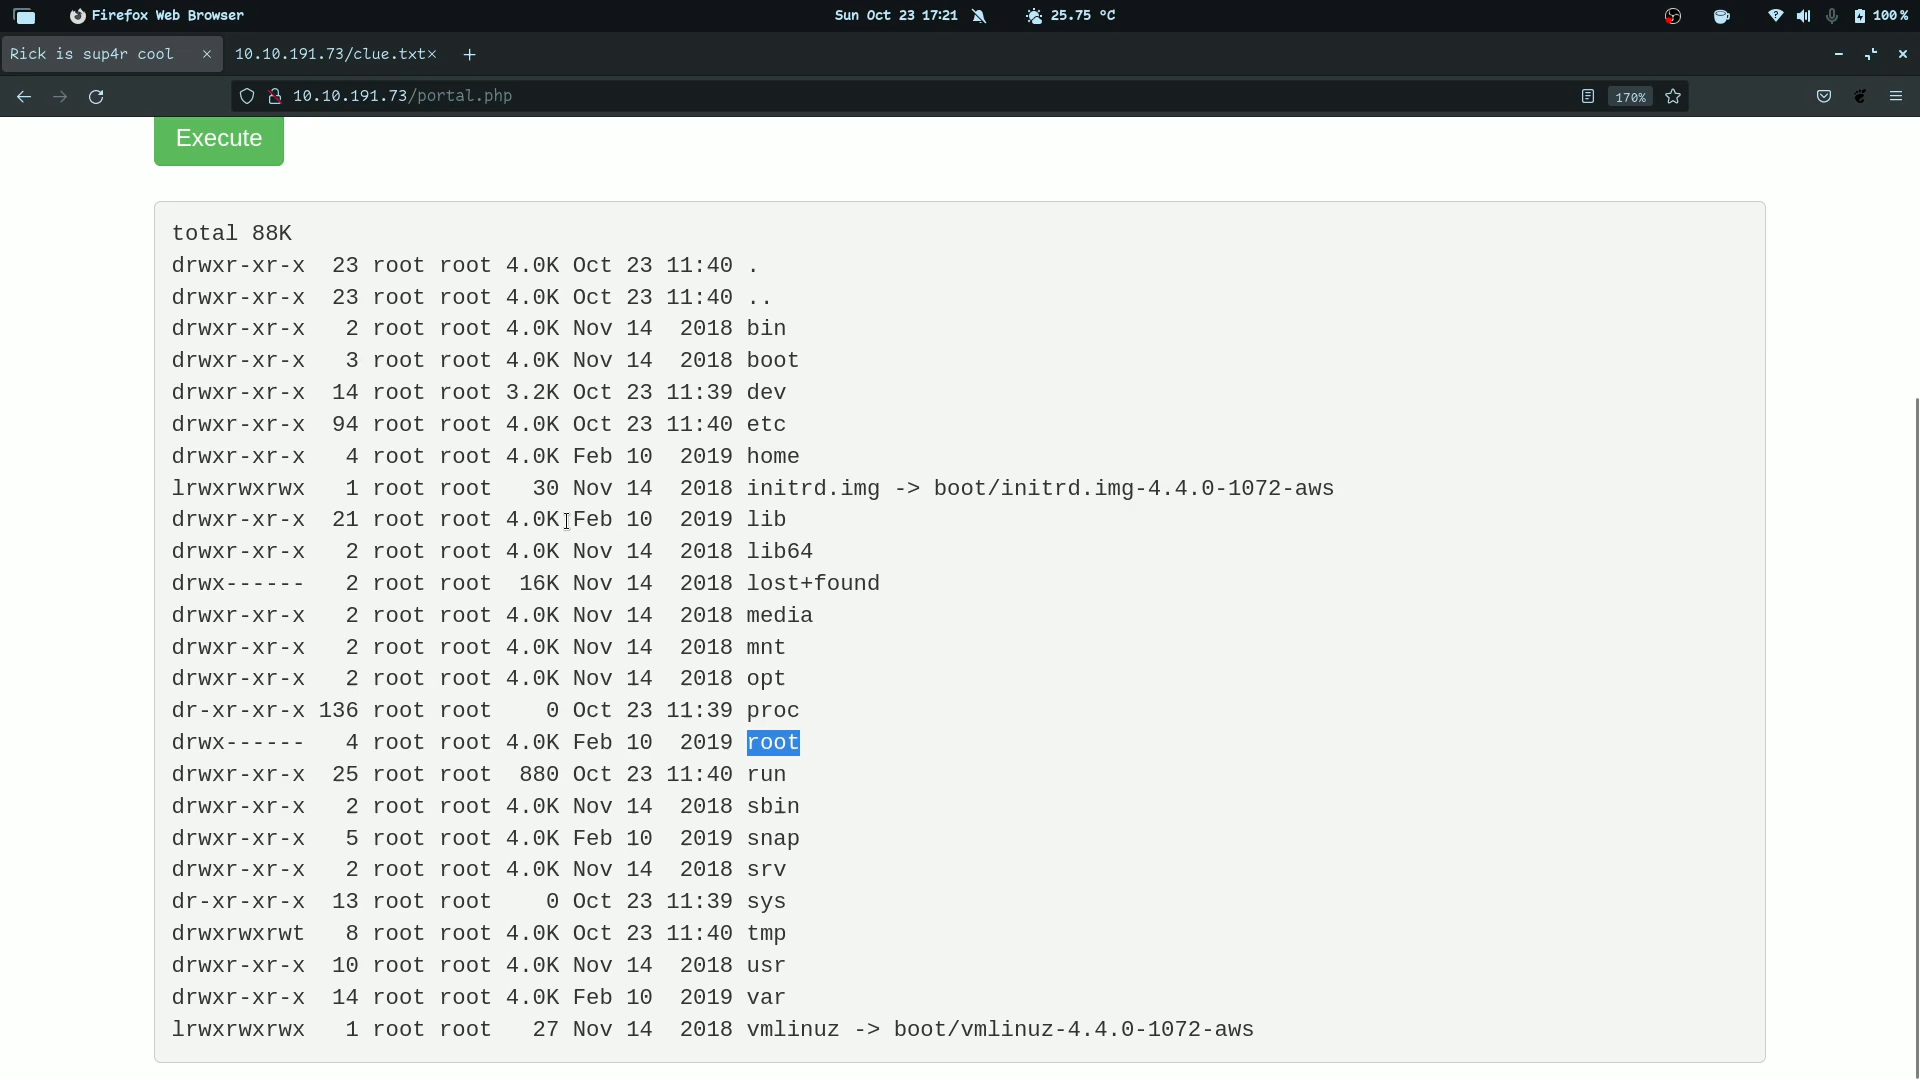 Firefox Web Browser Sun Oct 23 17:21 25.75 °C 100%
Rick is sup4r cool × 10.10.191.73/clue.txt× +
10.10.191.73/portal.php 170%
Execute
total 88K
drwxr-xr-x  23 root root 4.0K Oct 23 11:40 .
drwxr-xr-x  23 root root 4.0K Oct 23 11:40 ..
drwxr-xr-x   2 root root 4.0K Nov 14  2018 bin
drwxr-xr-x   3 root root 4.0K Nov 14  2018 boot
drwxr-xr-x  14 root root 3.2K Oct 23 11:39 dev
drwxr-xr-x  94 root root 4.0K Oct 23 11:40 etc
drwxr-xr-x   4 root root 4.0K Feb 10  2019 home
lrwxrwxrwx   1 root root   30 Nov 14  2018 initrd.img -> boot/initrd.img-4.4.0-1072-aws
drwxr-xr-x  21 root root 4.0K Feb 10  2019 lib
drwxr-xr-x   2 root root 4.0K Nov 14  2018 lib64
drwx------   2 root root  16K Nov 14  2018 lost+found
drwxr-xr-x   2 root root 4.0K Nov 14  2018 media
drwxr-xr-x   2 root root 4.0K Nov 14  2018 mnt
drwxr-xr-x   2 root root 4.0K Nov 14  2018 opt
dr-xr-xr-x 136 root root    0 Oct 23 11:39 proc
drwx------   4 root root 4.0K Feb 10  2019 root
drwxr-xr-x  25 root root  880 Oct 23 11:40 run
drwxr-xr-x   2 root root 4.0K Nov 14  2018 sbin
drwxr-xr-x   5 root root 4.0K Feb 10  2019 snap
drwxr-xr-x   2 root root 4.0K Nov 14  2018 srv
dr-xr-xr-x  13 root root    0 Oct 23 11:39 sys
drwxrwxrwt   8 root root 4.0K Oct 23 11:40 tmp
drwxr-xr-x  10 root root 4.0K Nov 14  2018 usr
drwxr-xr-x  14 root root 4.0K Feb 10  2019 var
lrwxrwxrwx   1 root root   27 Nov 14  2018 vmlinuz -> boot/vmlinuz-4.4.0-1072-aws